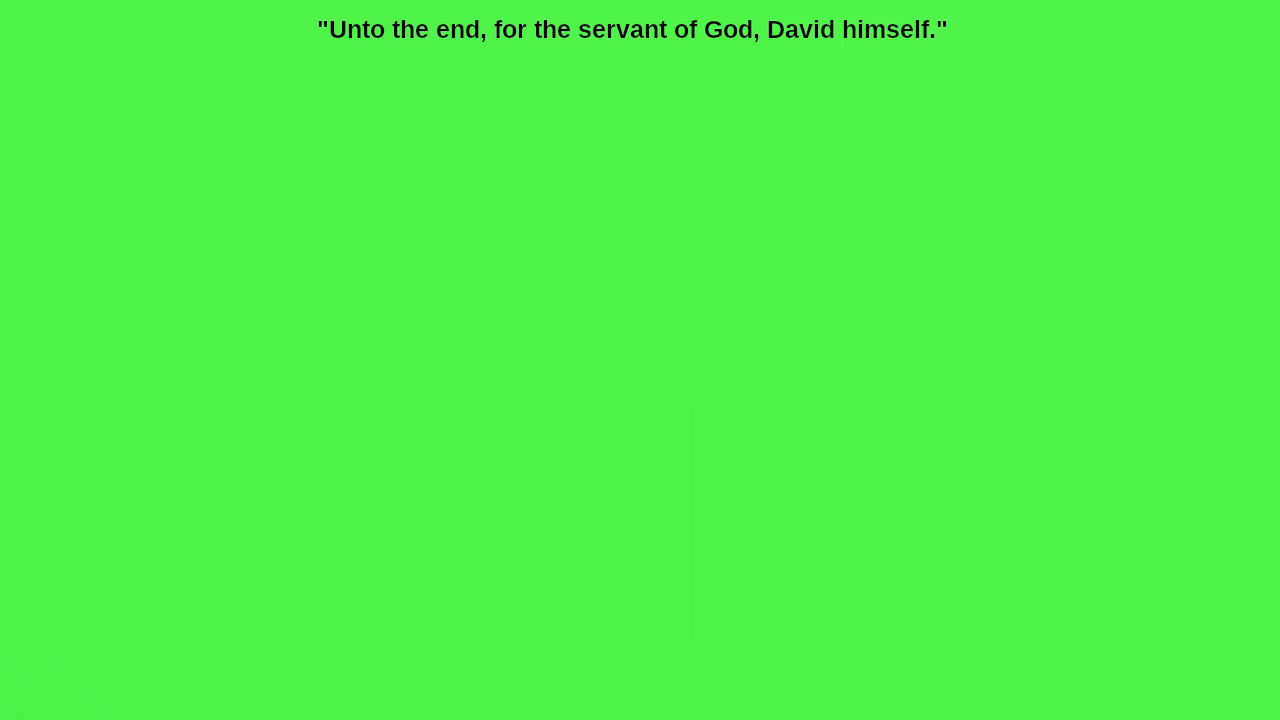 "Unto the end, for the servant of God, David himself."